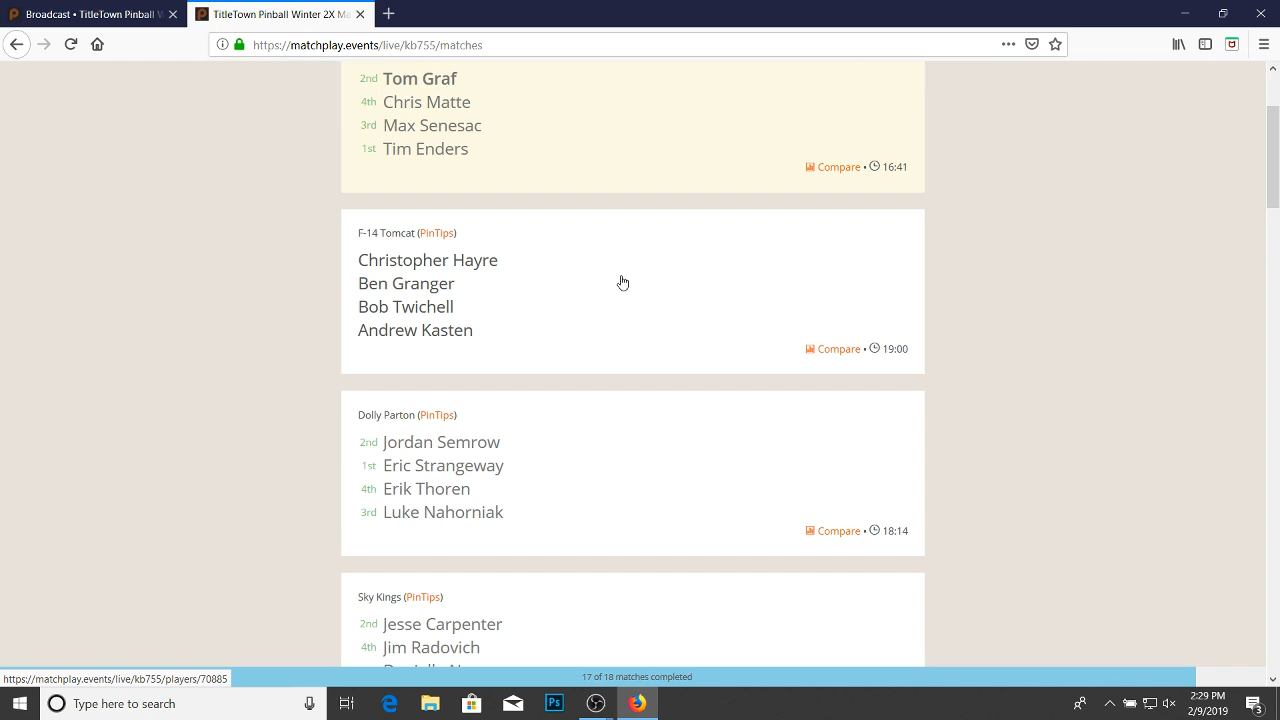 Broadcast • TitleTown Pinball W
TitleTown Pinball Winter 2X Ma
https://matchplay.events/live/kb755/matches
2nd Tom Graf
4th Chris Matte
3rd Max Senesac
1st Tim Enders
Compare • 16:41
F-14 Tomcat (PinTips)
Christopher Hayre
Ben Granger
Bob Twichell
Andrew Kasten
Compare • 19:00
Dolly Parton (PinTips)
2nd Jordan Semrow
1st Eric Strangeway
4th Erik Thoren
3rd Luke Nahorniak
Compare • 18:14
Sky Kings (PinTips)
2nd Jesse Carpenter
4th Jim Radovich
https://matchplay.events/live/kb755/players/70885
17 of 18 matches completed
Type here to search
Ps
2:29 PM
2/9/2019
3